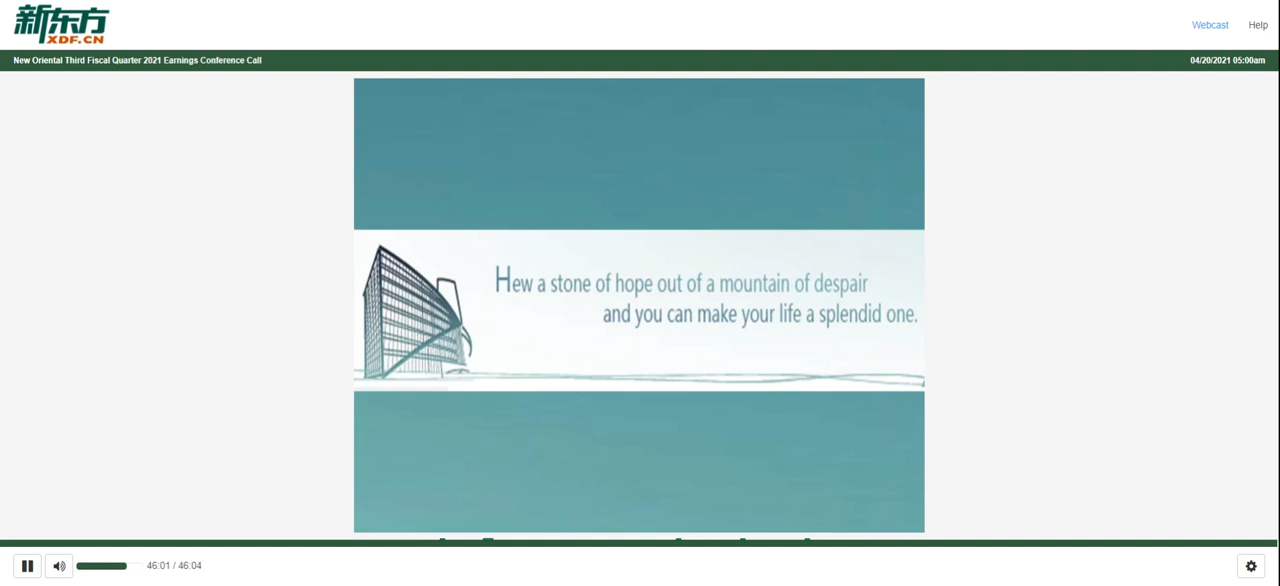 新东方
XDF.CN
Webcast
Help
New Oriental Third Fiscal Quarter 2021 Earnings Conference Call
04/20/2021 05:00am
Hew a stone of hope out of a mountain of despair
and you can make your life a splendid one.
46:01 / 46:04